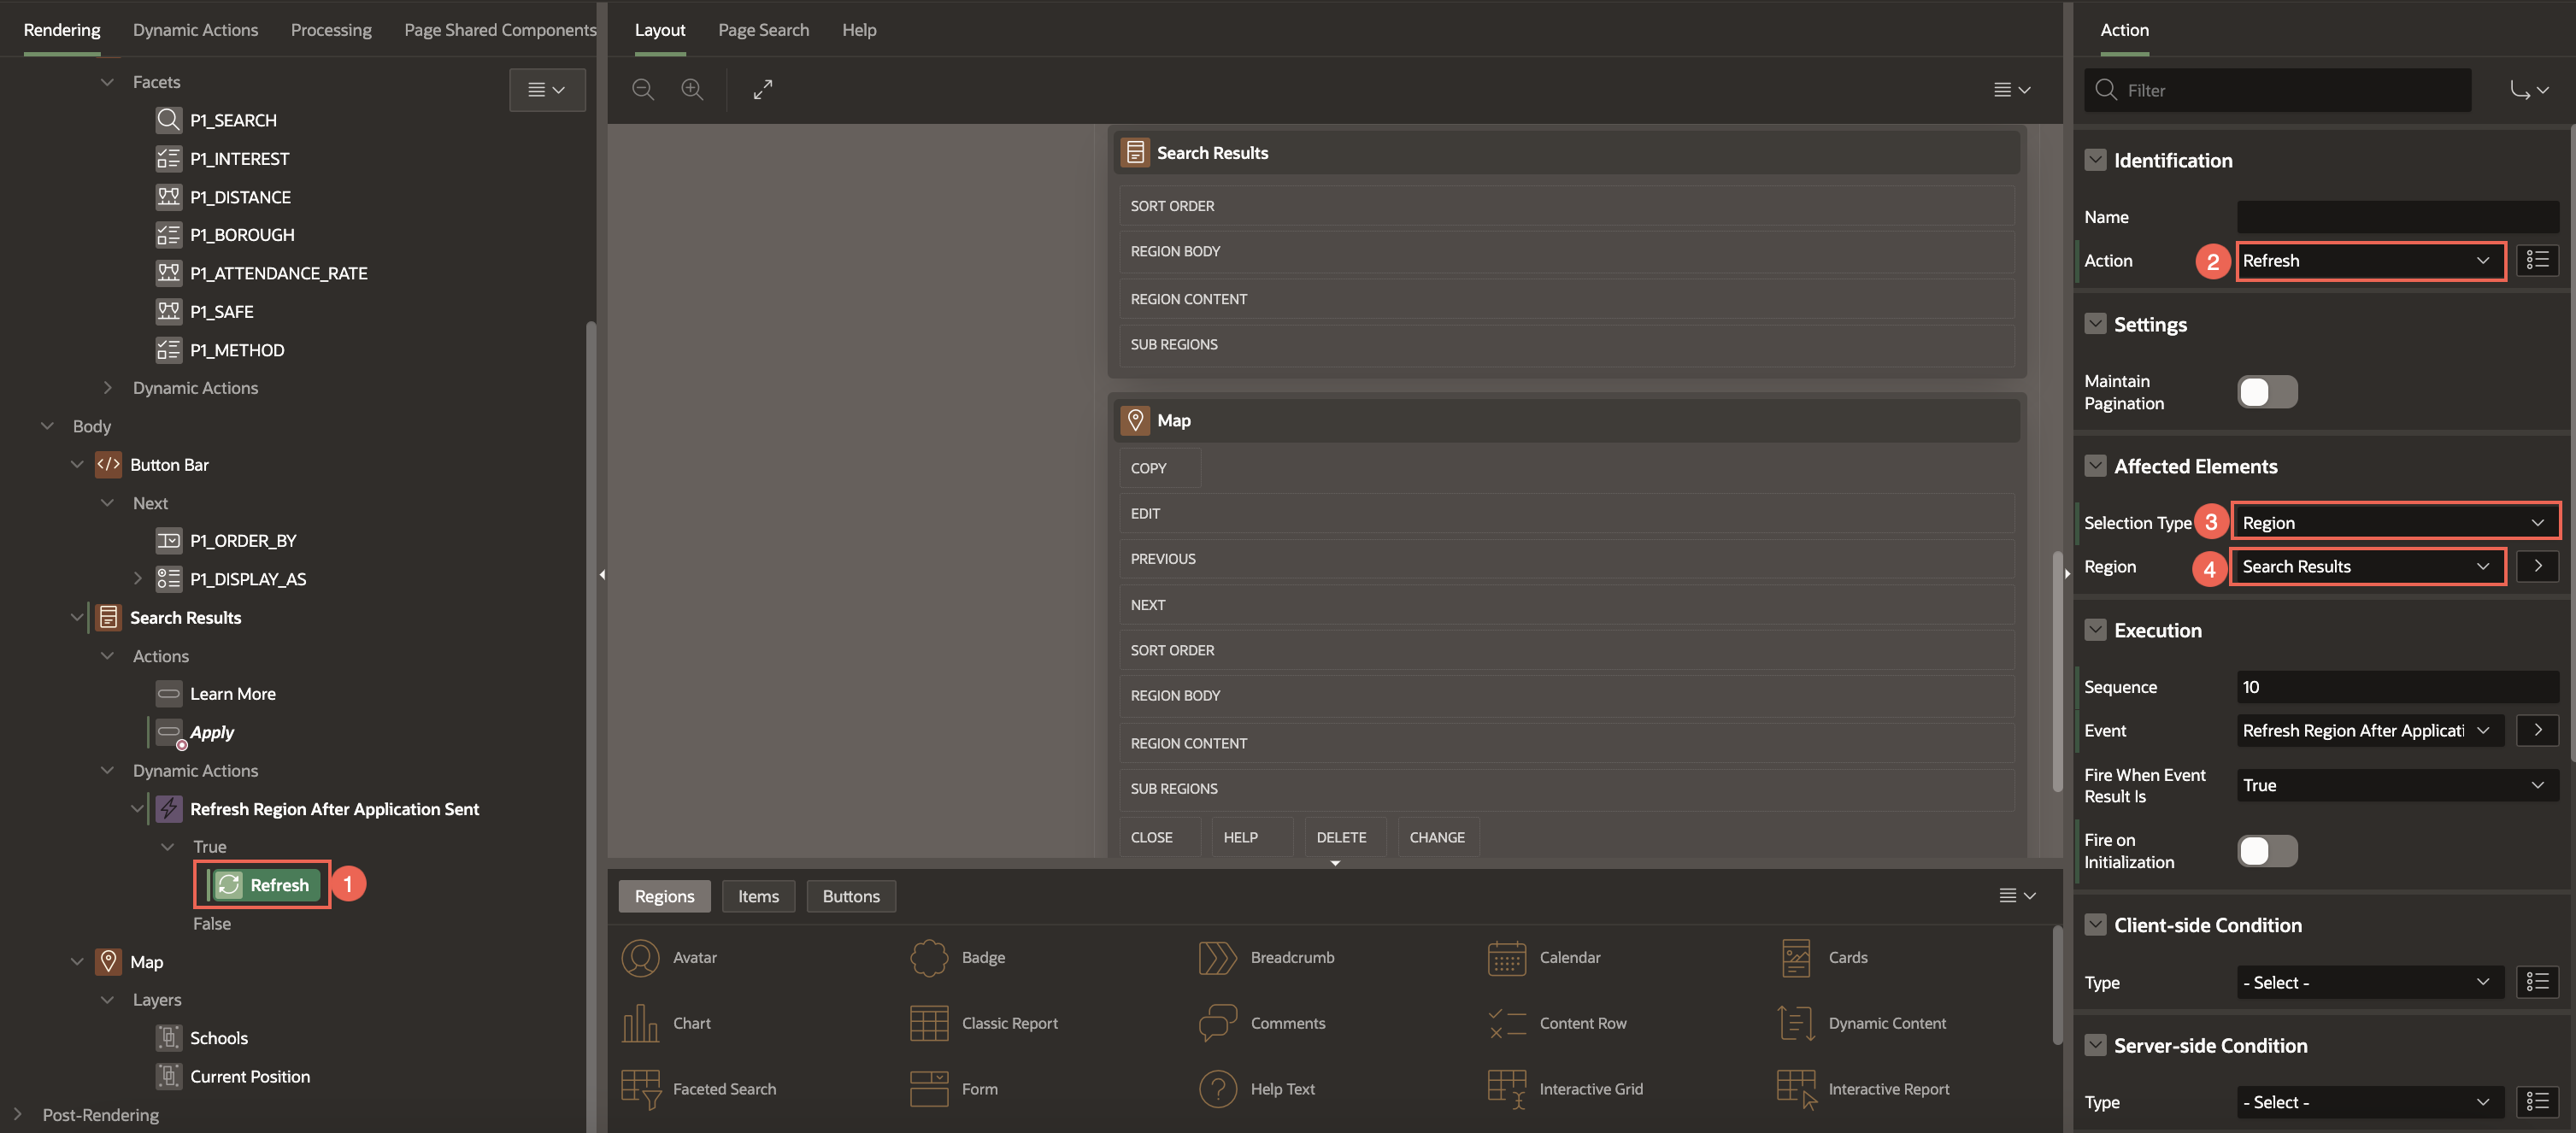 Rendering
Dynamic Actions
Processing
Page Shared Components
Facets
P1_SEARCH
P1_INTEREST
P1_DISTANCE
P1_BOROUGH
P1_ATTENDANCE_RATE
P1_SAFE
P1_METHOD
Dynamic Actions
Body
Button Bar
Next
P1_ORDER_BY
P1_DISPLAY_AS
Search Results
Actions
Learn More
Apply
Dynamic Actions
Refresh Region After Application Sent
True
Refresh
1
False
Map
Layers
Schools
Current Position
Post-Rendering
Layout
Page Search
Help
Search Results
SORT ORDER
REGION BODY
REGION CONTENT
SUB REGIONS
Map
COPY
EDIT
PREVIOUS
NEXT
SORT ORDER
REGION BODY
REGION CONTENT
SUB REGIONS
CLOSE
HELP
DELETE
CHANGE
Regions
Items
Buttons
Avatar
Badge
Breadcrumb
Calendar
Cards
Chart
Classic Report
Comments
Content Row
Dynamic Content
Faceted Search
Form
Help Text
Interactive Grid
Interactive Report
Action
Filter
Identification
Name
Action
2
Refresh
Settings
Maintain
Pagination
Affected Elements
Selection Type
3
Region
Region
4
Search Results
Execution
Sequence
10
Event
Refresh Region After Applicati
Fire When Event
Result Is
True
Fire on
Initialization
Client-side Condition
Type
- Select -
Server-side Condition
Type
- Select -